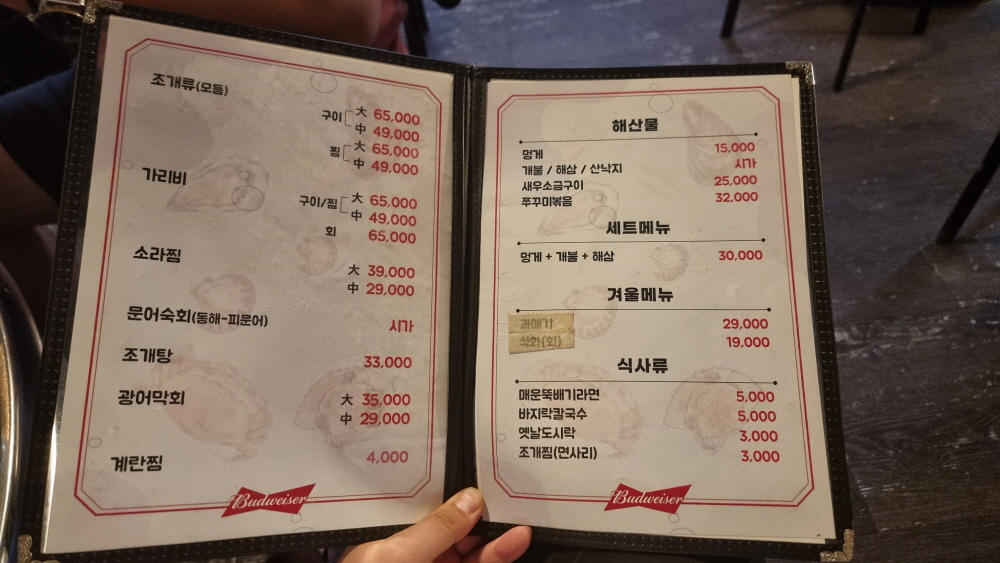 조개류(모듬)
구이 大 65,000
中 49,000
찜 大 65,000
中 49,000
가리비
구이/찜 大 65,000
中 49,000
회 65,000
소라찜
大 39,000
中 29,000
문어숙회(동해-피문어) 시가
조개탕 33,000
광어막회 大 35,000
中 29,000
계란찜 4,000
Budweiser
해산물
멍게 15,000
개불 / 해삼 / 산낙지 시가
새우소금구이 25,000
쭈꾸미볶음 32,000
세트메뉴
멍게 + 개불 + 해삼 30,000
겨울메뉴
과메기 29,000
석화(회) 19,000
식사류
매운뚝배기라면 5,000
바지락칼국수 5,000
옛날도시락 3,000
조개찜(면사리) 3,000
Budweiser